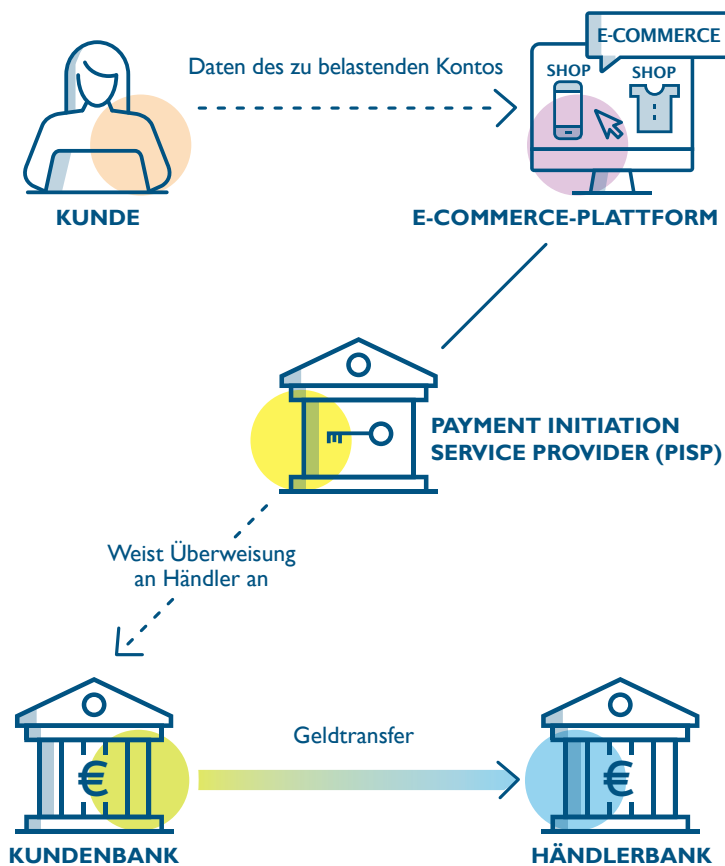 E-COMMERCE
Daten des zu belastenden Kontos
SHOP
SHOP
KUNDE
E-COMMERCE-PLATTFORM
PAYMENT INITIATION
SERVICE PROVIDER (PISP)
Weist Überweisung
an Händler an
Geldtransfer
€
€
KUNDENBANK
HÄNDLERBANK